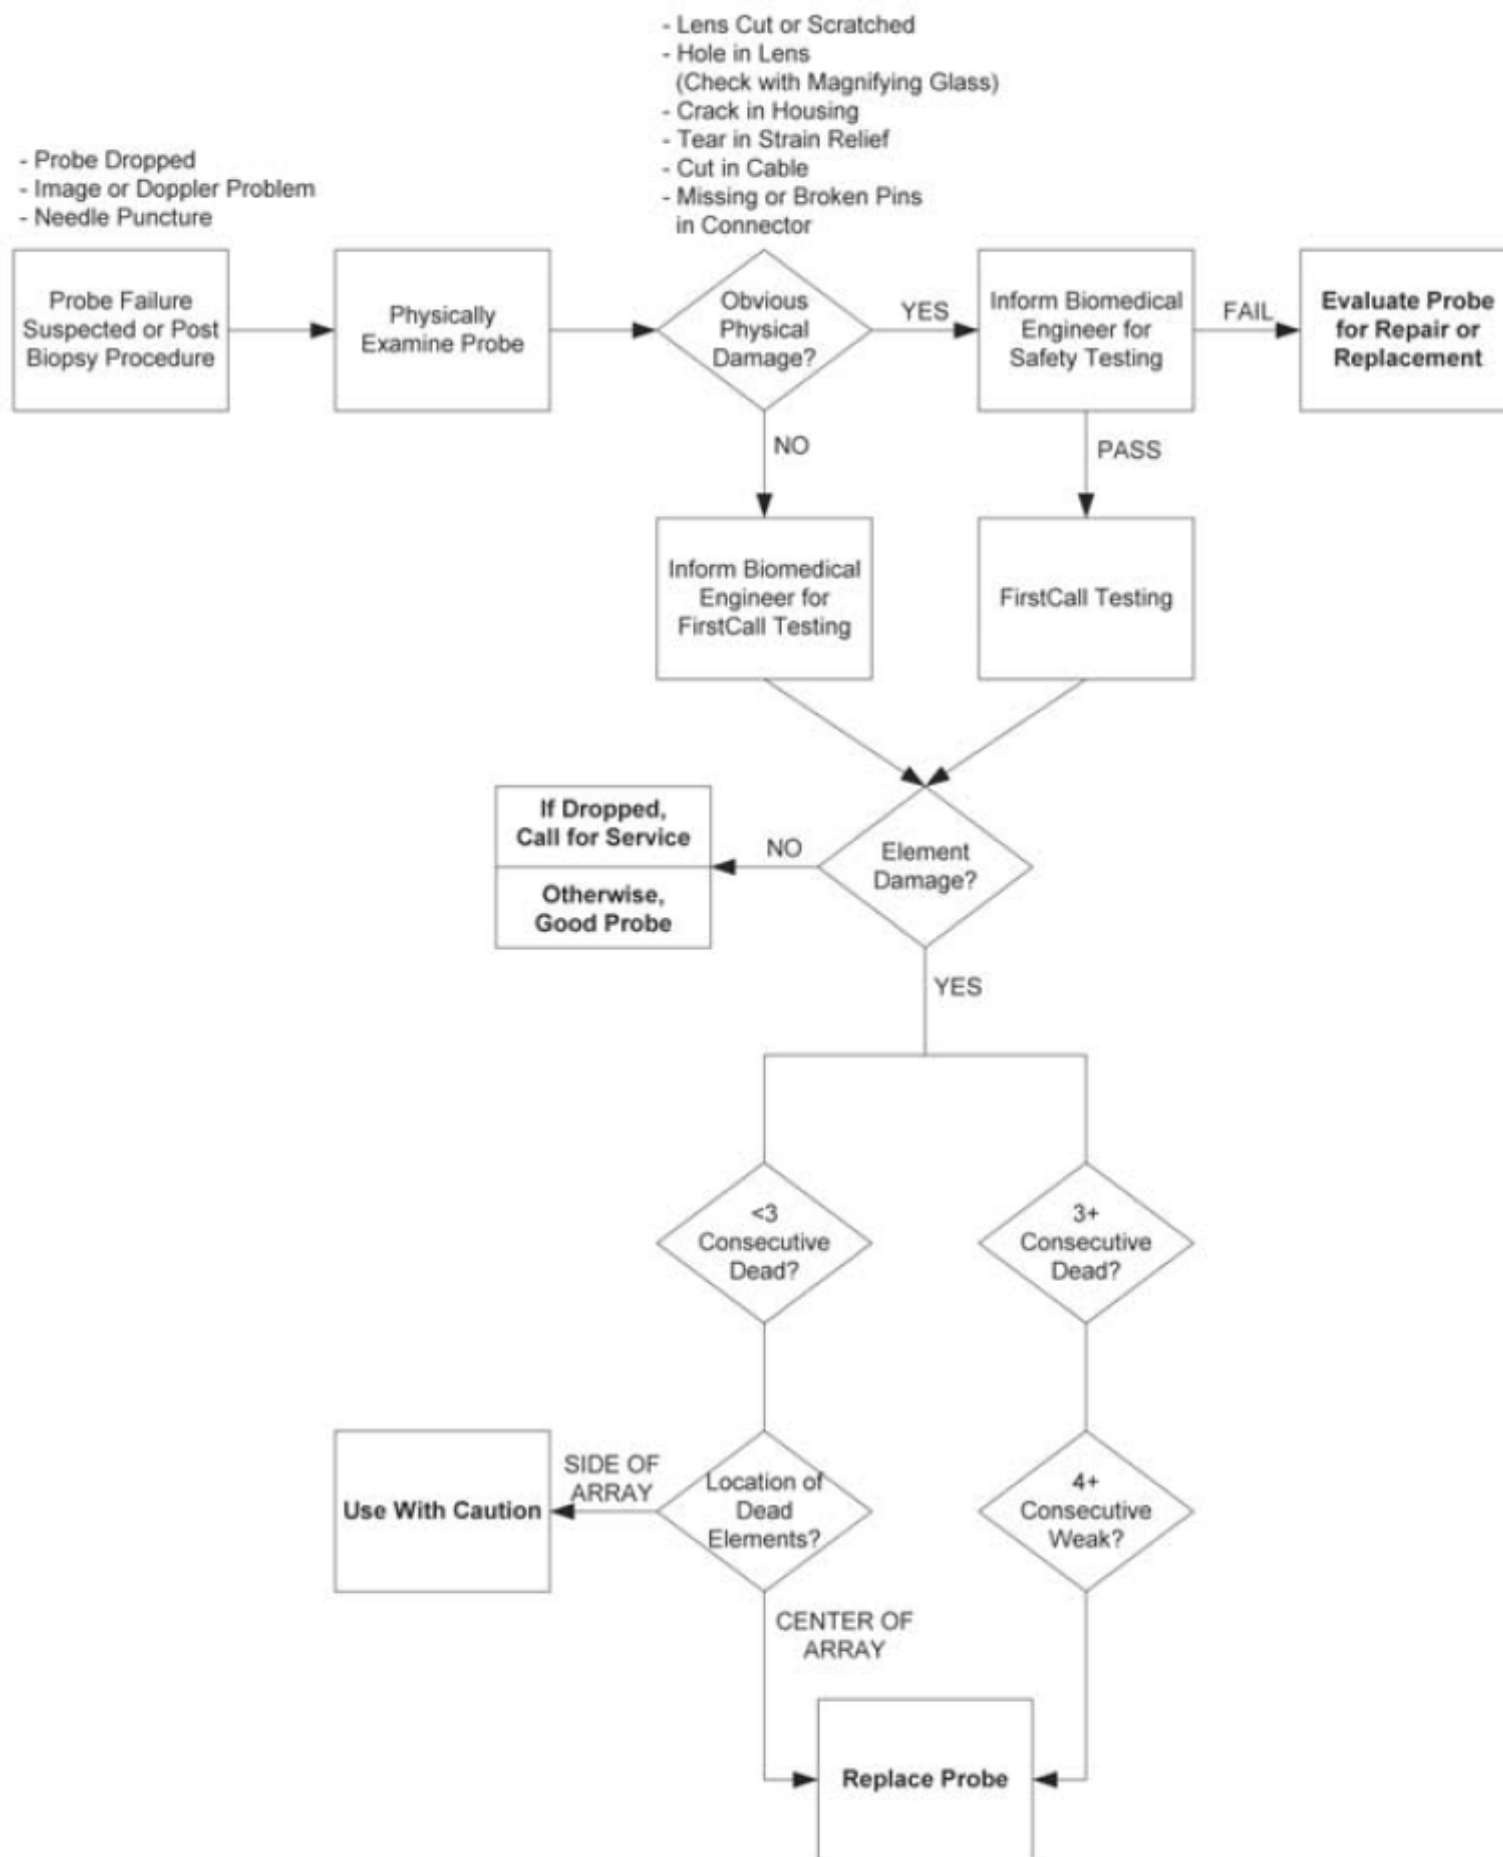 - Lens Cut or Scratched
- Hole in Lens
(Check with Magnifying Glass)
- Crack in Housing
- Tear in Strain Relief
- Cut in Cable
- Missing or Broken Pins
in Connector
- Probe Dropped
- Image or Doppler Problem
- Needle Puncture
Probe Failure
Suspected or Post
Biopsy Procedure
Physically
Examine Probe
Obvious
Physical
Damage?
YES
Inform Biomedical
Engineer for
Safety Testing
FAIL
Evaluate Probe
for Repair or
Replacement
NO
PASS
Inform Biomedical
Engineer for
FirstCall Testing
FirstCall Testing
If Dropped,
Call for Service
Otherwise,
Good Probe
NO
Element
Damage?
YES
<3
Consecutive
Dead?
3+
Consecutive
Dead?
Use With Caution
SIDE OF
ARRAY
Location of
Dead
Elements?
4+
Consecutive
Weak?
CENTER OF
ARRAY
Replace Probe